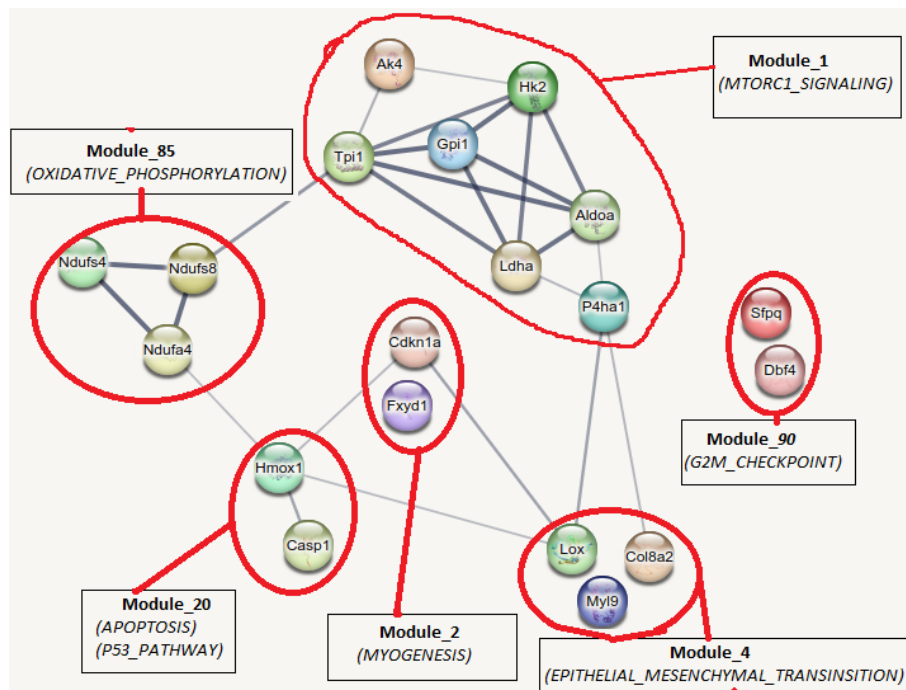 Ak4
Hk2
Module_1
(MTORC1_SIGNALING)
Module_85
(OXIDATIVE_PHOSPHORYLATION)
Tpi1
Gpi1
Aldoa
Ldha
Ndufs4
Ndufs8
P4ha1
Ndufa4
Cdkn1a
Fxyd1
Sfpq
Dbf4
Module_90
(G2M_CHECKPOINT)
Hmox1
Casp1
Lox
Col8a2
Myl9
Module_20
(APOPTOSIS)
(P53_PATHWAY)
Module_2
(MYOGENESIS)
Module_4
(EPITHELIAL_MESENCHYMAL_TRANSINSITION)